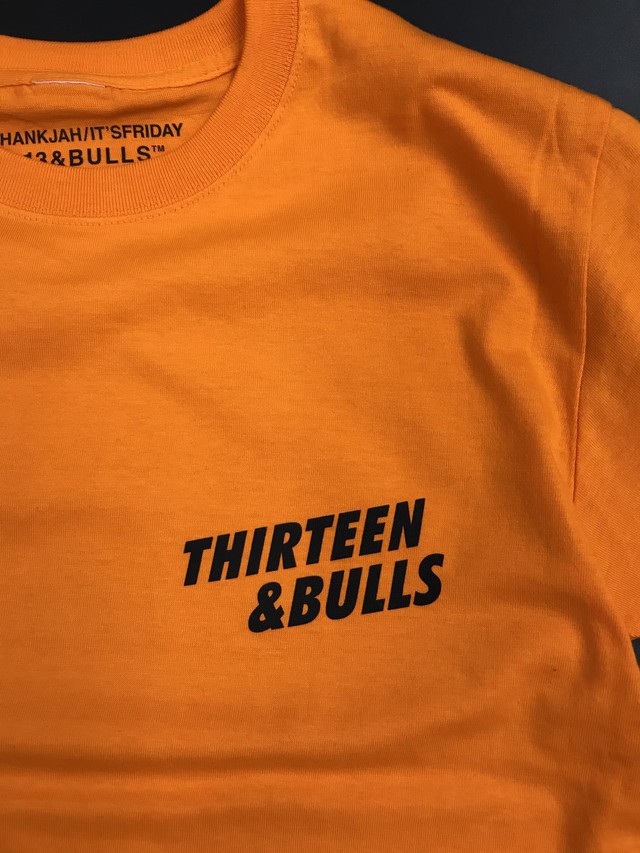 HANKJAH/IT'SFRIDAY
13&BULLS™
THIRTEEN
&BULLS